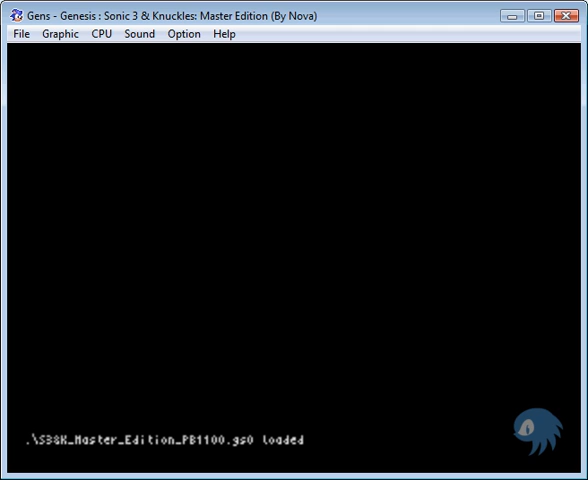 Gens - Genesis : Sonic 3 & Knuckles: Master Edition (By Nova)
File Graphic CPU Sound Option Help
.\S3&K_Master_Edition_PB1100.gs0 loaded